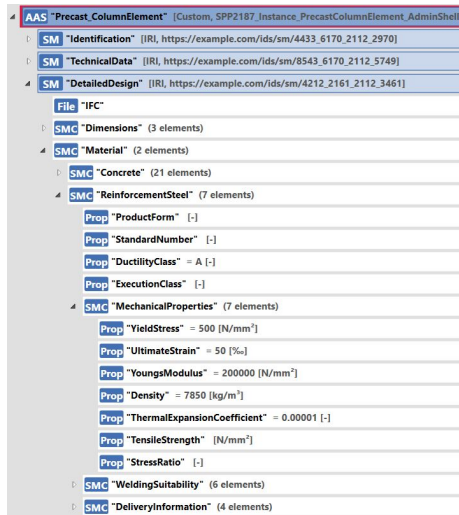 AAS "Precast_ColumnElement" [Custom, SPP2187_Instance_PrecastColumnElement_AdminShell
SM "Identification" [IRI, https://example.com/ids/sm/4433_6170_2112_2970]
SM "TechnicalData" [IRI, https://example.com/ids/sm/8543_6170_2112_5749]
SM "DetailedDesign" [IRI, https://example.com/ids/sm/4212_2161_2112_3461]
File "IFC"
SMC "Dimensions" (3 elements)
SMC "Material" (2 elements)
SMC "Concrete" (21 elements)
SMC "ReinforcementSteel" (7 elements)
Prop "ProductForm" [-]
Prop "StandardNumber" [-]
Prop "DuctilityClass" = A [-]
Prop "ExecutionClass" [-]
SMC "MechanicalProperties" (7 elements)
Prop "YieldStress" = 500 [N/mm²]
Prop "UltimateStrain" = 50 [‰]
Prop "YoungsModulus" = 200000 [N/mm²]
Prop "Density" = 7850 [kg/m³]
Prop "ThermalExpansionCoefficient" = 0.00001 [-]
Prop "TensileStrength" [N/mm²]
Prop "StressRatio" [-]
SMC "WeldingSuitability" (6 elements)
SMC "DeliveryInformation" (4 elements)